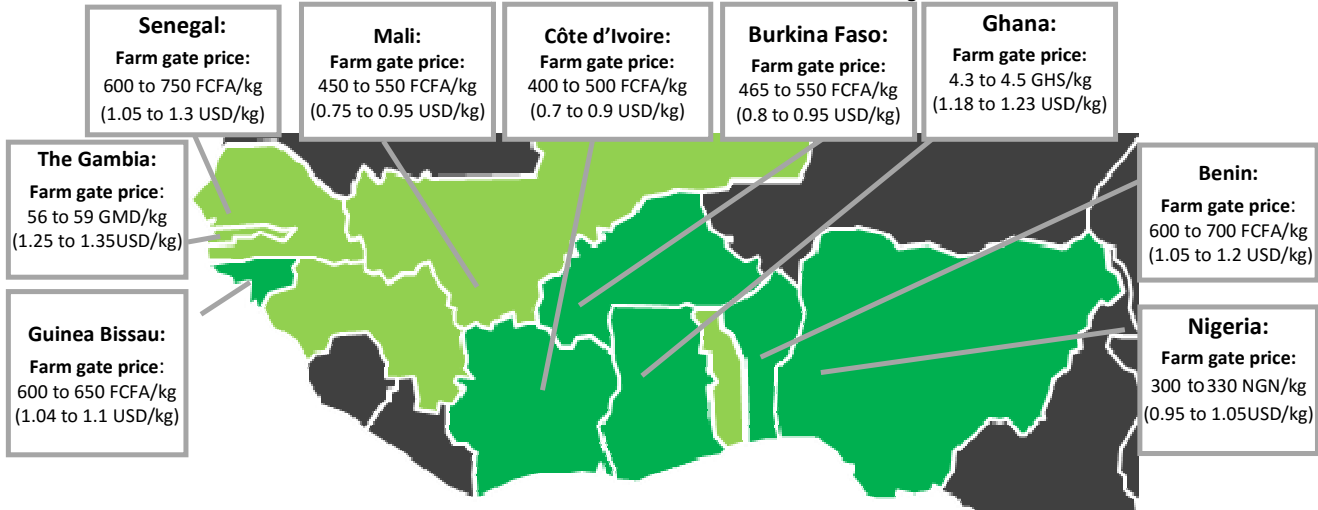 Senegal:
Farm gate price:
600 to 750 FCFA/kg
(1.05 to 1.3 USD/kg)
Mali:
Farm gate price:
450 to 550 FCFA/kg
(0.75 to 0.95 USD/kg)
Côte d'Ivoire:
Farm gate price:
400 to 500 FCFA/kg
(0.7 to 0.9 USD/kg)
Burkina Faso:
Farm gate price:
465 to 550 FCFA/kg
(0.8 to 0.95 USD/kg)
Ghana:
4.3 to 4.5 GHS/kg
(1.18 to 1.23 USD/kg)
The Gambia:
Farm gate price:
56 to 59 GMD/kg
(1.25 to 1.35USD/kg)
Benin:
Farm gate price:
600 to 700 FCFA/kg
(1.05 to 1.2 USD/kg)
Guinea Bissau:
Farm gate price:
600 to 650 FCFA/kg
(1.04 to 1.1 USD/kg)
Nigeria:
Farm gate price:
300 to 330 NGN/kg
(0.95 to 1.05USD/kg)